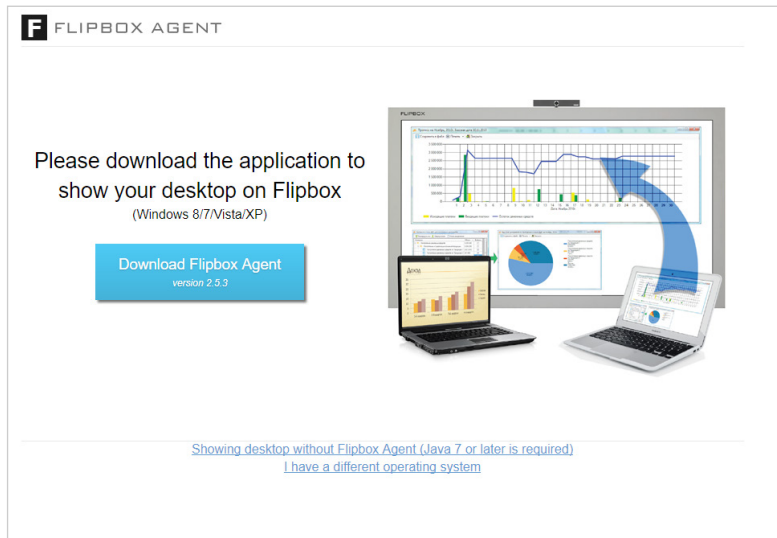 F FLIPBOX AGENT
Please download the application to
show your desktop on Flipbox
(Windows 8/7/Vista/XP)
Download Flipbox Agent
version 2.5.3
FLIPBOX
Доход
Showing desktop without Flipbox Agent (Java 7 or later is required)
I have a different operating system